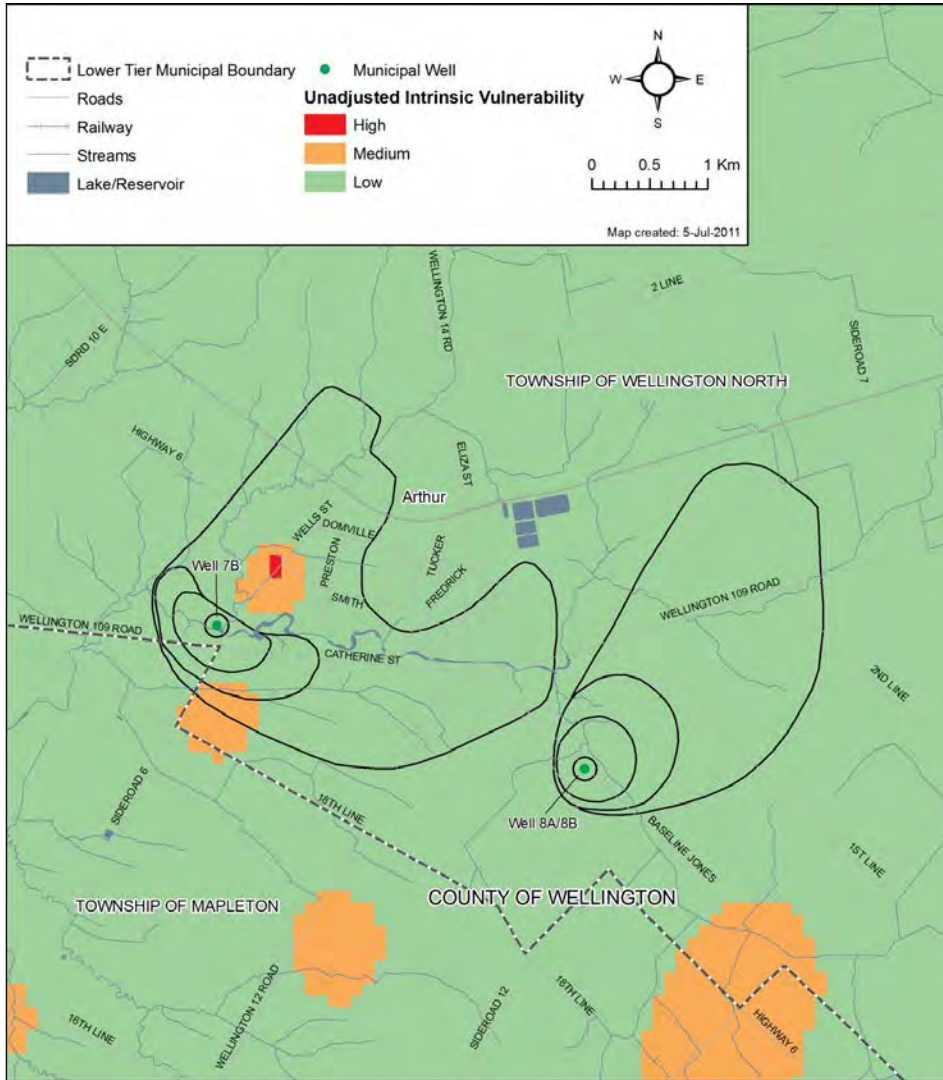 Lower Tier Municipal Boundary
Roads
Railway
Streams
Lake/Reservoir
Municipal Well
Unadjusted Intrinsic Vulnerability
High
Medium
Low
N
W E
S
0 0.5 1 Km
Map created: 5-Jul-2011
WELLINGTON 14 RD
2 LINE
SIDEROAD 7
SDRD 10 E
TOWNSHIP OF WELLINGTON NORTH
HIGHWAY 6
ELIZA ST
Arthur
WELLS ST
DOMVILLE
PRESTON
TUCKER
FREDRICK
SMITH
Well 7B
WELLINGTON 109 ROAD
WELLINGTON 109 ROAD
CATHERINE ST
2ND LINE
SIDEROAD 6
16TH LINE
Well 8A/8B
BASELINE JONES
1ST LINE
COUNTY OF WELLINGTON
TOWNSHIP OF MAPLETON
WELLINGTON 12 ROAD
SIDEROAD 12
16TH LINE
HIGHWAY 6
16TH LINE